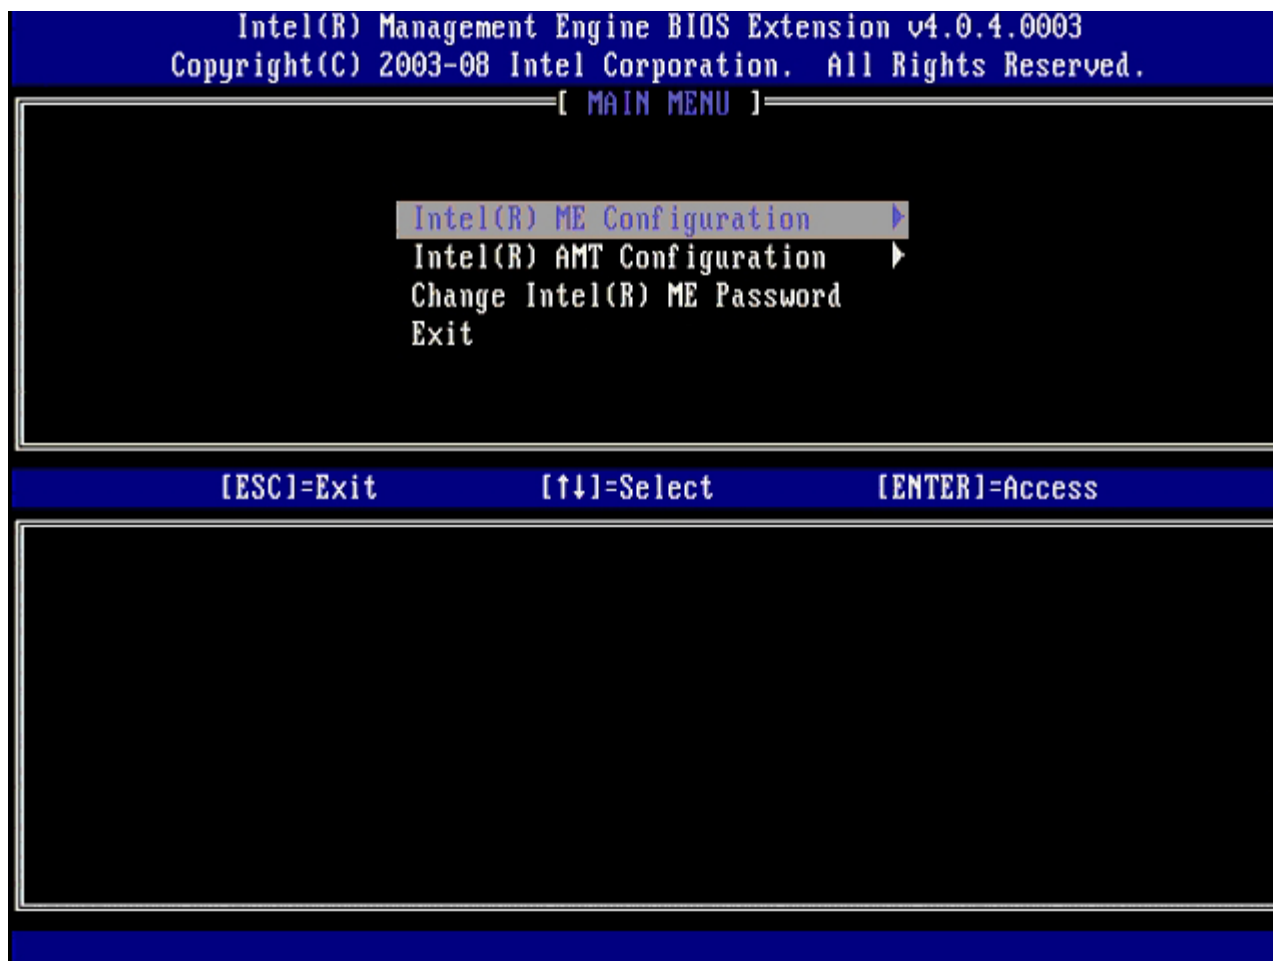 Intel(R) Management Engine BIOS Extension v4.0.4.0003
Copyright(C) 2003-08 Intel Corporation. All Rights Reserved.
[ MAIN MENU ]
Intel(R) ME Configuration ►
Intel(R) AMT Configuration ►
Change Intel(R) ME Password
Exit
[ESC]=Exit [↑↓]=Select [ENTER]=Access